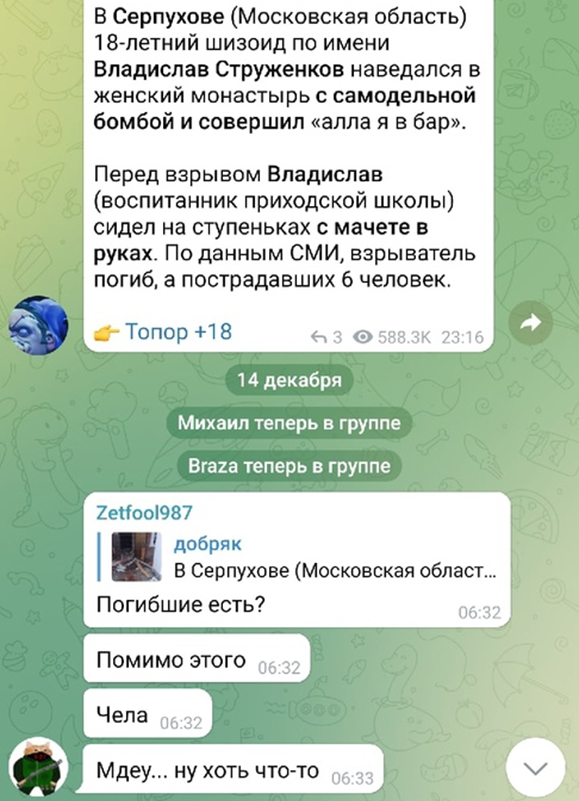 В Серпухове (Московская область)
18-летний шизоид по имени
Владислав Струженков наведался в
женский монастырь с самодельной
бомбой и совершил «алла я в бар».
Перед взрывом Владислав
(воспитанник приходской школы)
сидел на ступеньках с мачете в
руках. По данным СМИ, взрыватель
погиб, а пострадавших 6 человек.
👉 Топор +18
3 588.3K 23:16
14 декабря
Михаил теперь в группе
Braza теперь в группе
Zetfool987
добряк
В Серпухове (Московская област...
Погибшие есть? 06:32
Помимо этого 06:32
Чела 06:32
Мдеу... ну хоть что-то 06:33